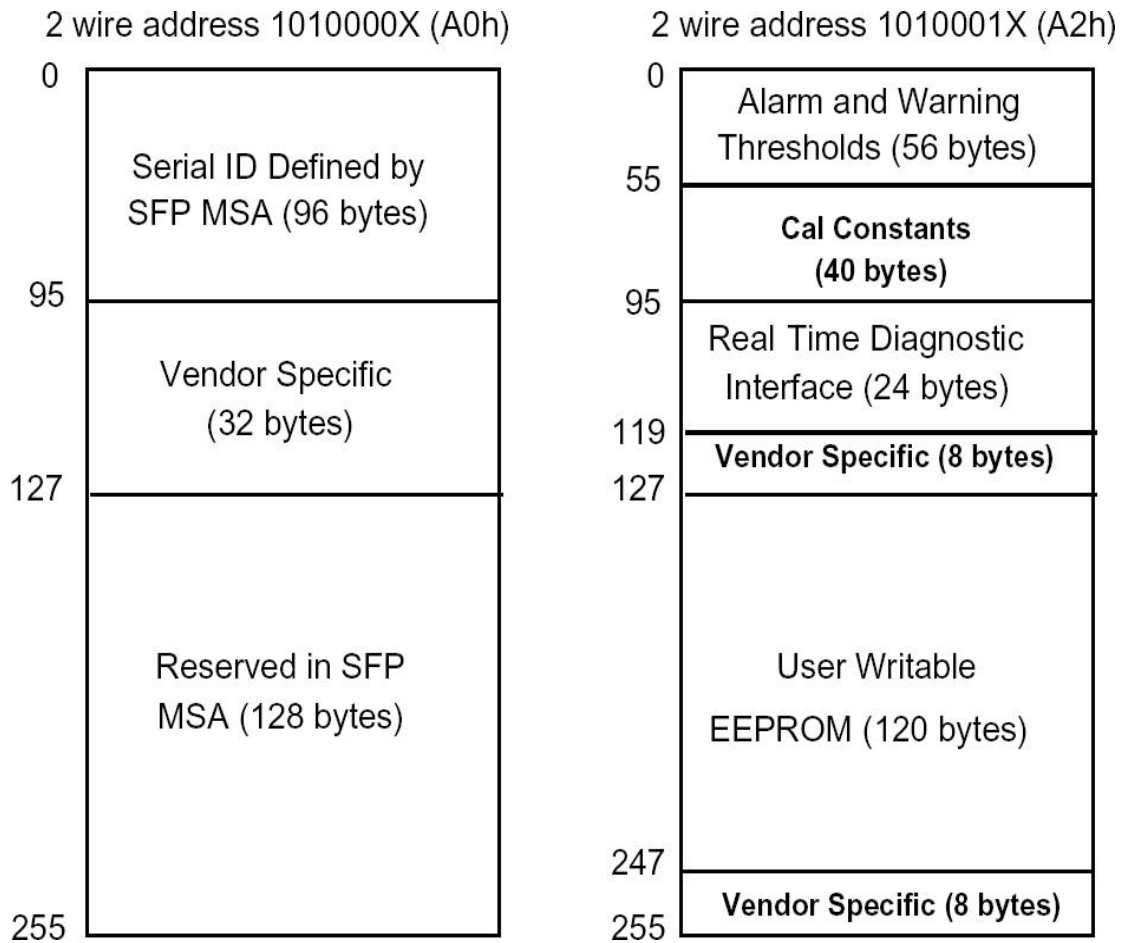 2 wire address 1010000X (A0h)
0
Serial ID Defined by
SFP MSA (96 bytes)
95
Vendor Specific
(32 bytes)
127
Reserved in SFP
MSA (128 bytes)
255
2 wire address 1010001X (A2h)
0
Alarm and Warning
Thresholds (56 bytes)
55
Cal Constants
(40 bytes)
95
Real Time Diagnostic
Interface (24 bytes)
119
Vendor Specific (8 bytes)
127
User Writable
EEPROM (120 bytes)
247
Vendor Specific (8 bytes)
255